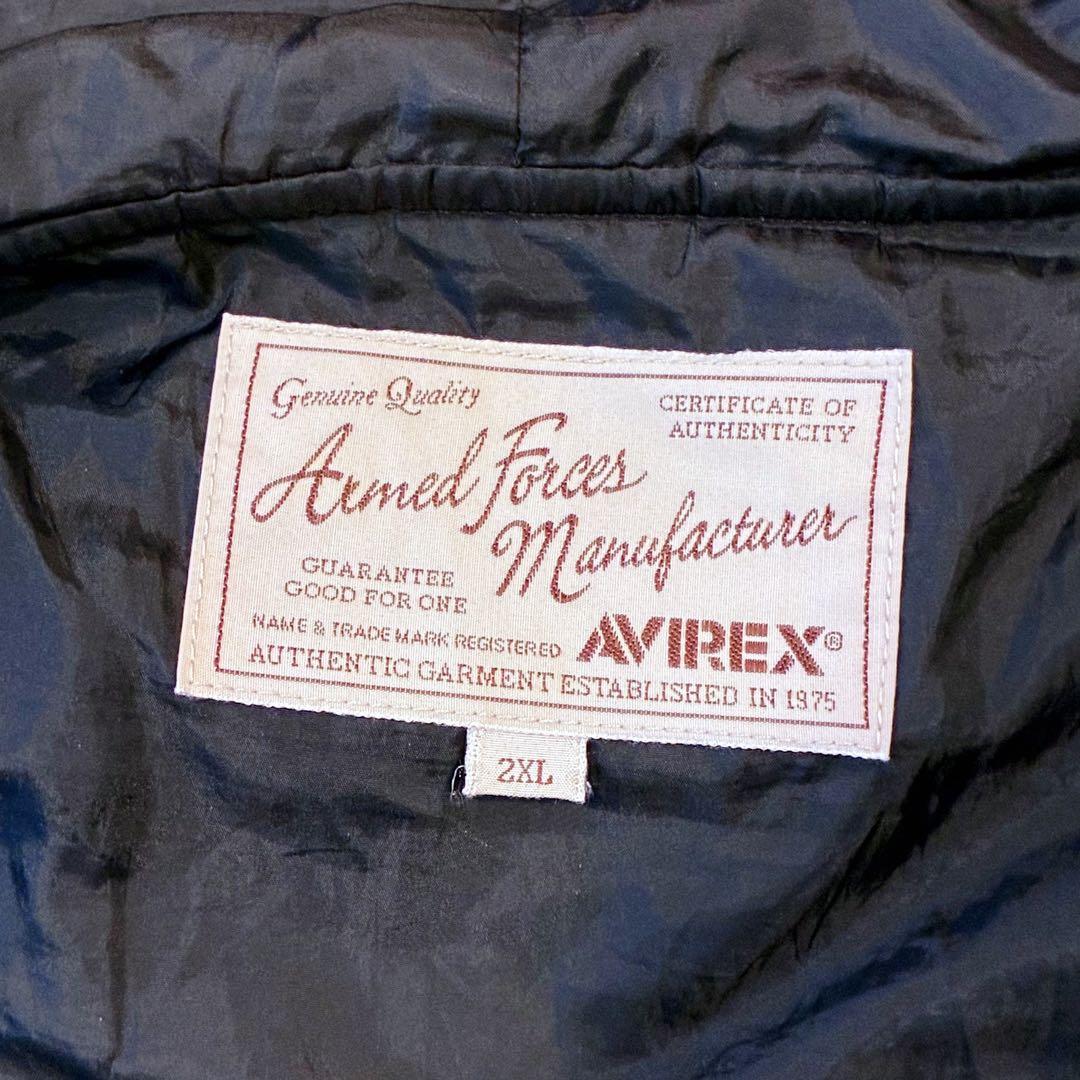 Genuine Quality
CERTIFICATE OF
AUTHENTICITY
Armed Forces
Manufacturer
GUARANTEE
GOOD FOR ONE
NAME & TRADE MARK REGISTERED
AVIREX®
AUTHENTIC GARMENT ESTABLISHED IN 1975
2XL